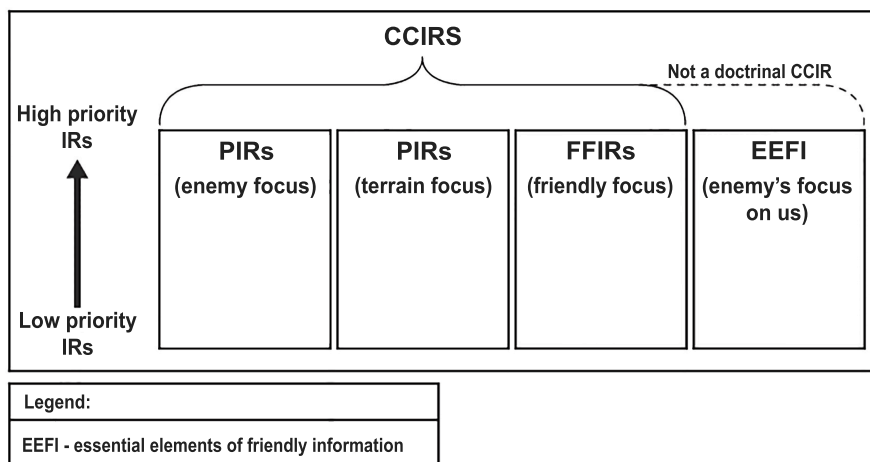 CCIRS
Not a doctrinal CCIR
High priority
IRs
PIRs
(enemy focus)
PIRs
(terrain focus)
FFIRs
(friendly focus)
EEFI
(enemy's focus
on us)
Low priority
IRs
Legend:
EEFI - essential elements of friendly information